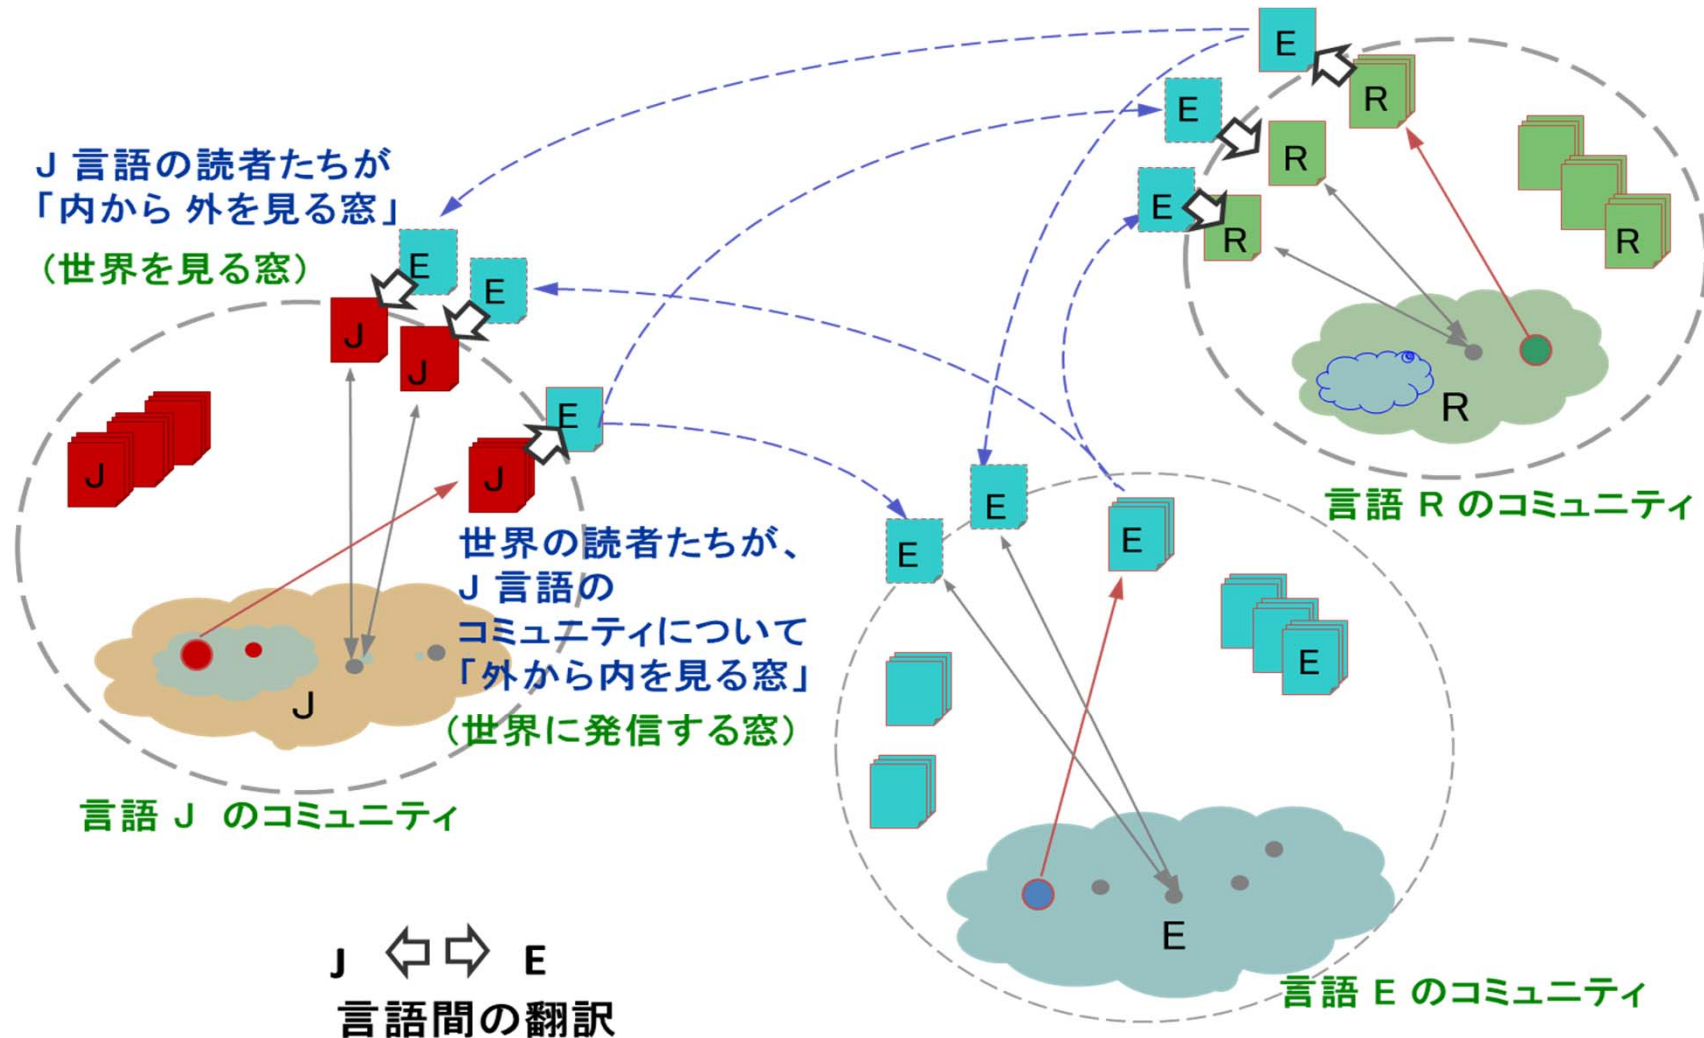 J 言語の読者たちが
「内から 外を見る窓」
（世界を見る窓）
E
E
J
J
E
J
J
世界の読者たちが、
J 言語の
コミュニティについて
「外から内を見る窓」
（世界に発信する窓）
J
言語 J のコミュニティ
J E
言語間の翻訳
E
R
E
R
E
R
R
R
言語 R のコミュニティ
E
E
E
E
E
言語 E のコミュニティ